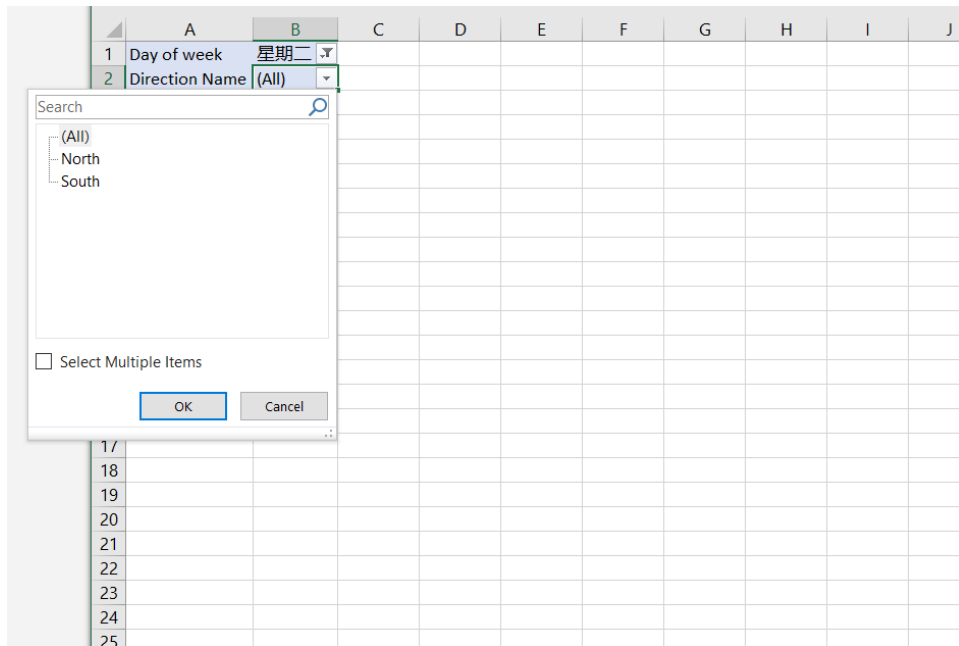 A B C D E F G H I J
1 Day of week 星期二
2 Direction Name (All)
Search
(All)
North
South
Select Multiple Items
OK Cancel
17
18
19
20
21
22
23
24
25